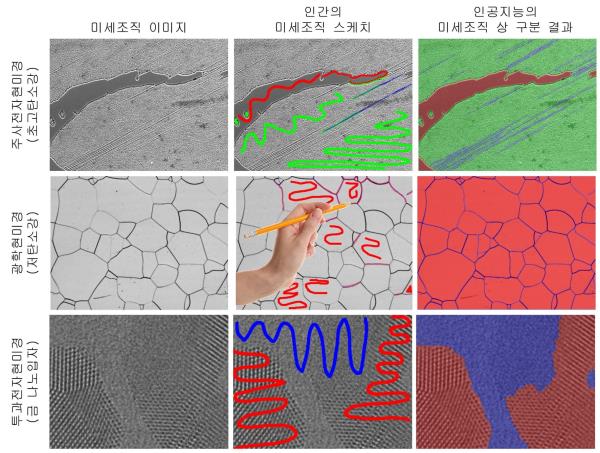 미세조직 이미지
인간의
미세조직 스케치
인공지능의
미세조직 상 구분 결과
주사전자현미경
(초고탄소강)
광학현미경
(저탄소강)
투과전자현미경
(금 나노입자)